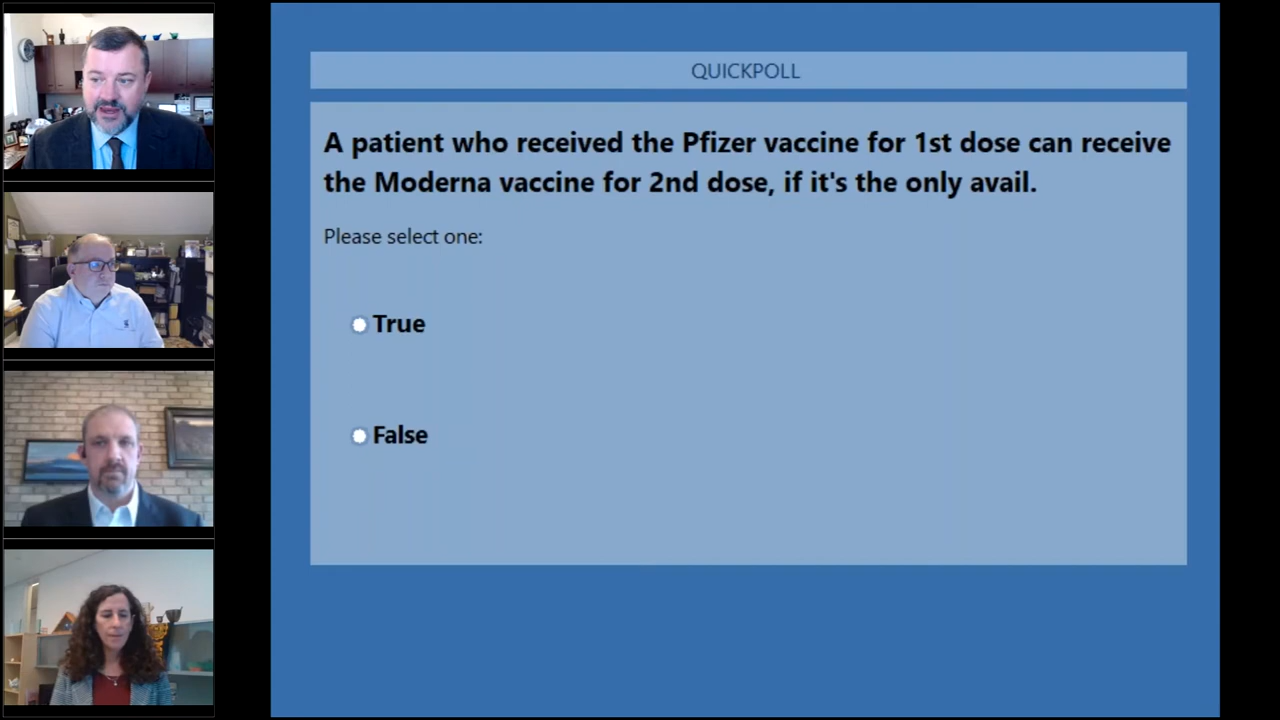 QUICKPOLL
A patient who received the Pfizer vaccine for 1st dose can receive
the Moderna vaccine for 2nd dose, if it's the only avail.
Please select one:
True
False